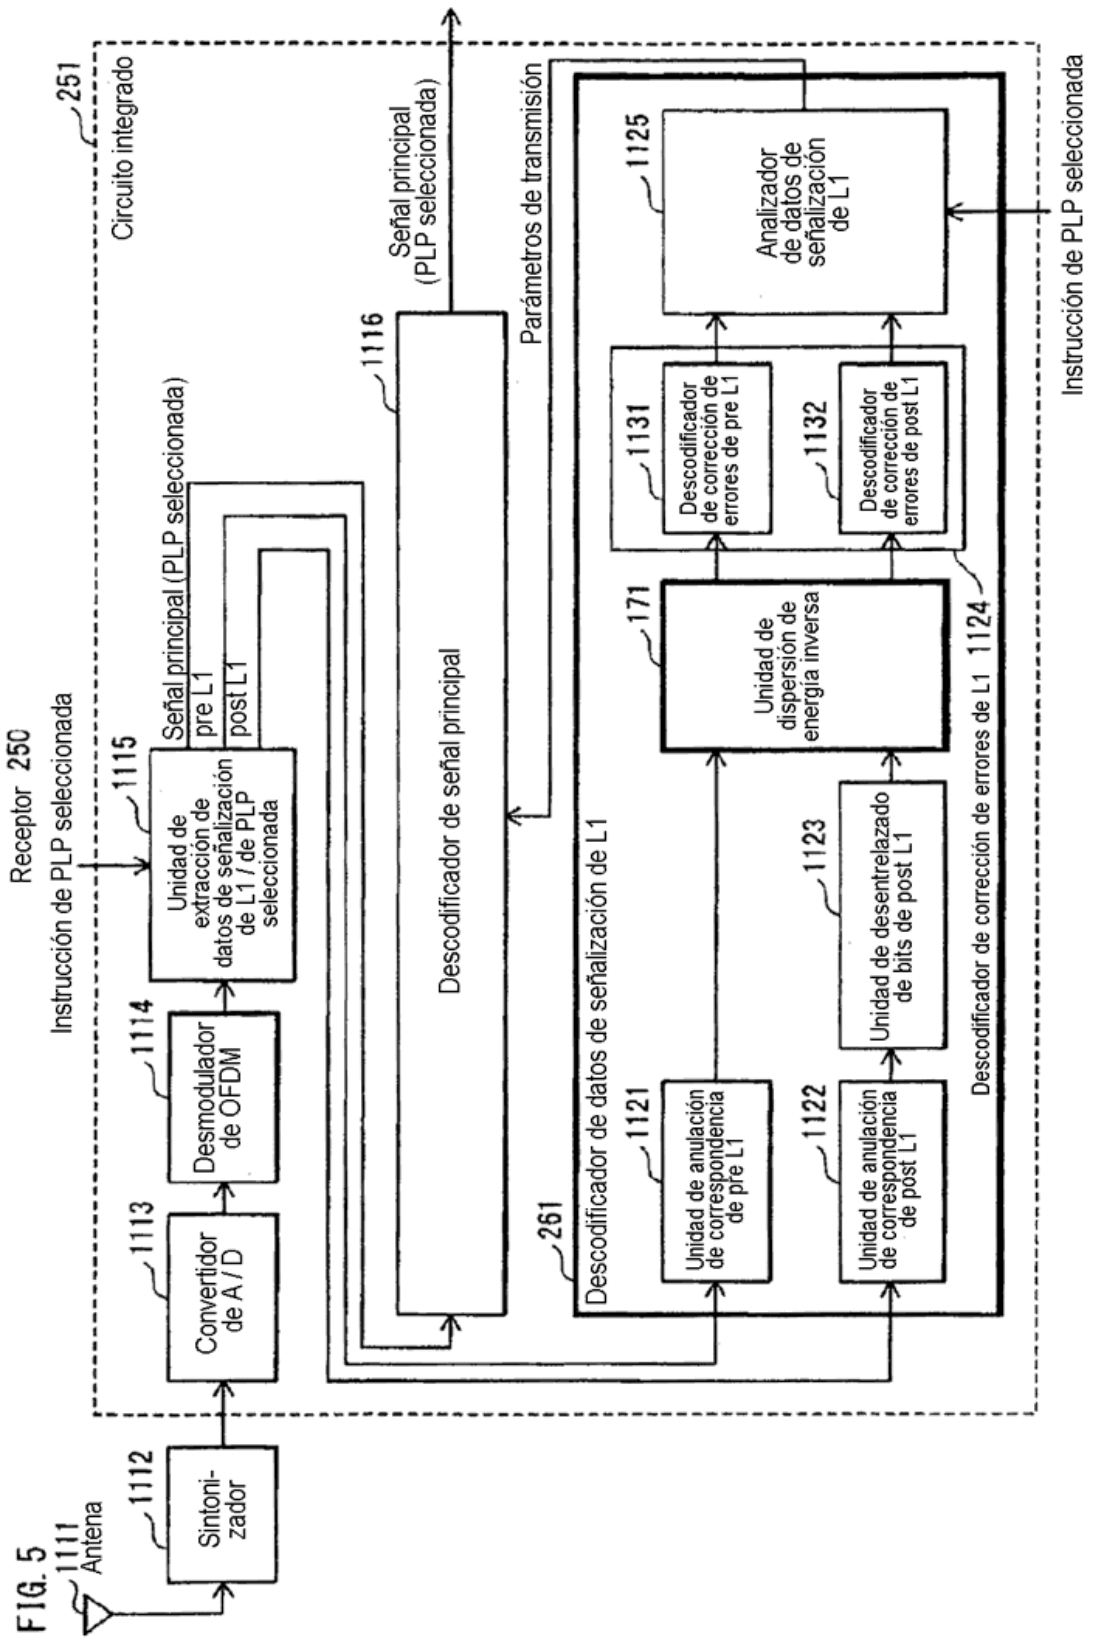 FIG. 5
Receptor 250
Instrucción de PLP seleccionada
251
Circuito integrado
1111
Antena
1112
Sintoni-
zador
1113
Convertidor
de A / D
1114
Desmodulador
de OFDM
1115
Unidad de
extracción de
datos de señalización
de L1 / de PLP
seleccionada
Señal principal (PLP seleccionada)
pre L1
post L1
1116
Descodificador de señal principal
Señal principal
(PLP seleccionada)
Parámetros de transmisión
261
Descodificador de datos de señalización de L1
1121
Unidad de anulación
de correspondencia
de pre L1
1122
Unidad de anulación
de correspondencia
de post L1
1123
Unidad de desentrelazado
de bits de post L1
171
Unidad de
dispersión de
energía inversa
1131
Descodificador
de corrección de
errores de pre L1
1132
Descodificador
de corrección de
errores de post L1
Descodificador de corrección de errores de L1 1124
1125
Analizador
de datos de
señalización
de L1
Instrucción de PLP seleccionada